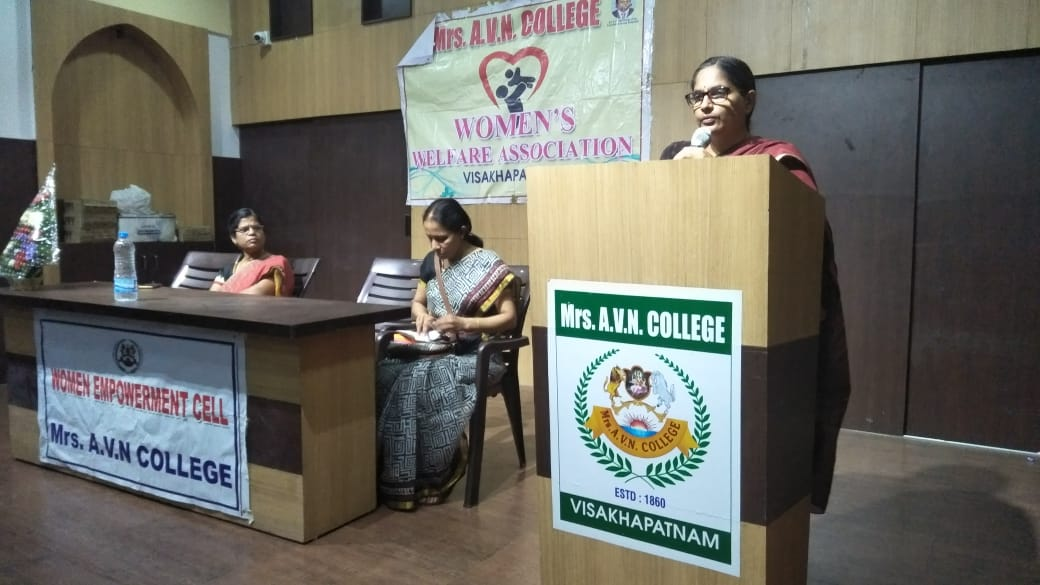 Mrs. A.V.N. COLLEGE
WOMEN'S
WELFARE ASSOCIATION
VISAKHAPA
WOMEN EMPOWERMENT CELL
Mrs. A.V.N COLLEGE
Mrs. A.V.N. COLLEGE
Mrs. A.V.N. COLLEGE
ESTD : 1860
VISAKHAPATNAM